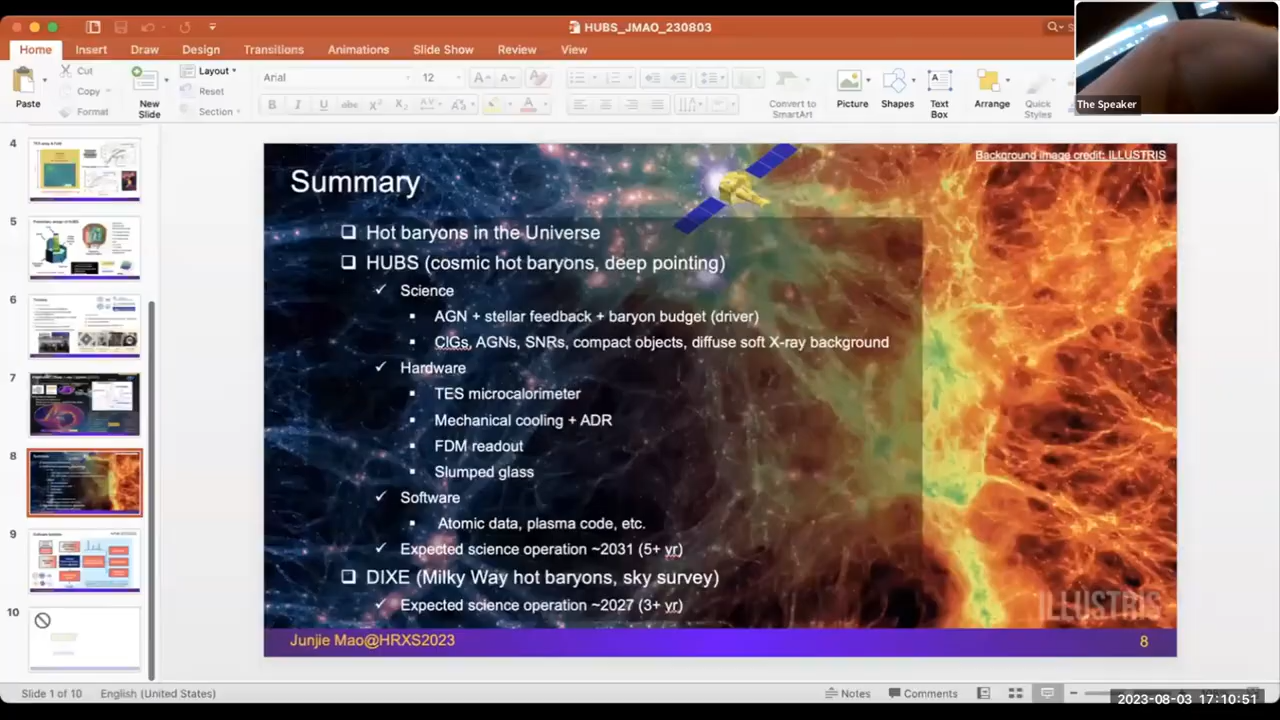 HUBS_JMAO_230803
The Speaker
Home Insert Draw Design Transitions Animations Slide Show Review View
Paste
Cut
Copy
Format
New Slide
Layout
Reset
Section
Arial 12
Convert to SmartArt
Picture
Shapes
Text Box
Arrange
Quick Styles
4
5
6
7
8
9
10
Background image credit: ILLUSTRIS
Summary
Hot baryons in the Universe
HUBS (cosmic hot baryons, deep pointing)
Science
AGN + stellar feedback + baryon budget (driver)
ClGs, AGNs, SNRs, compact objects, diffuse soft X-ray background
Hardware
TES microcalorimeter
Mechanical cooling + ADR
FDM readout
Slumped glass
Software
Atomic data, plasma code, etc.
Expected science operation ~2031 (5+ yr)
DIXE (Milky Way hot baryons, sky survey)
Expected science operation ~2027 (3+ yr)
ILLUSTRIS
Junjie Mao@HRXS2023 8
Slide 1 of 10 English (United States) Notes Comments
2023-08-03 17:10:51